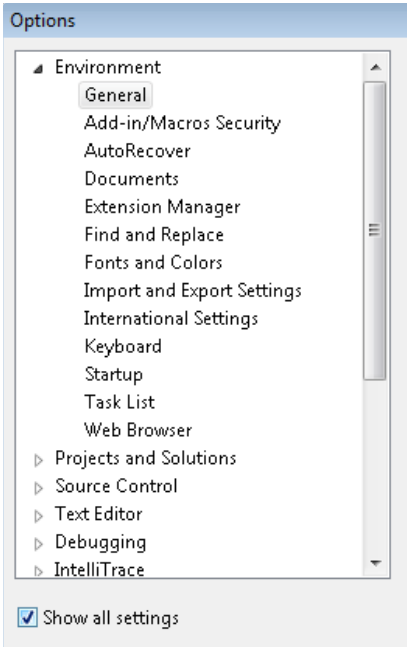 Options
Environment
General
Add-in/Macros Security
AutoRecover
Documents
Extension Manager
Find and Replace
Fonts and Colors
Import and Export Settings
International Settings
Keyboard
Startup
Task List
Web Browser
Projects and Solutions
Source Control
Text Editor
Debugging
IntelliTrace
Show all settings